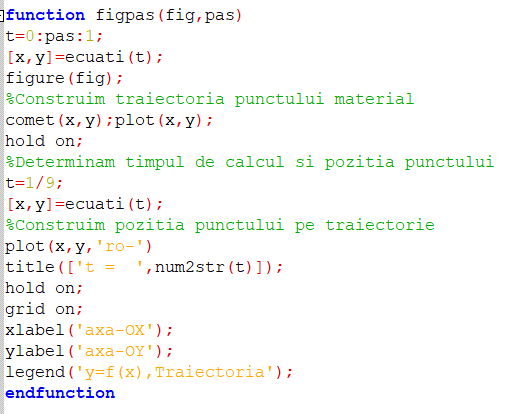 function figpas(fig,pas)
t=0:pas:1;
[x,y]=ecuati(t);
figure(fig);
%Construim traiectoria punctului material
comet(x,y);plot(x,y);
hold on;
%Determinam timpul de calcul si pozitia punctului
t=1/9;
[x,y]=ecuati(t);
%Construim pozitia punctului pe traiectorie
plot(x,y,'ro-')
title(['t =  ',num2str(t)]);
hold on;
grid on;
xlabel('axa-OX');
ylabel('axa-OY');
legend('y=f(x),Traiectoria');
endfunction